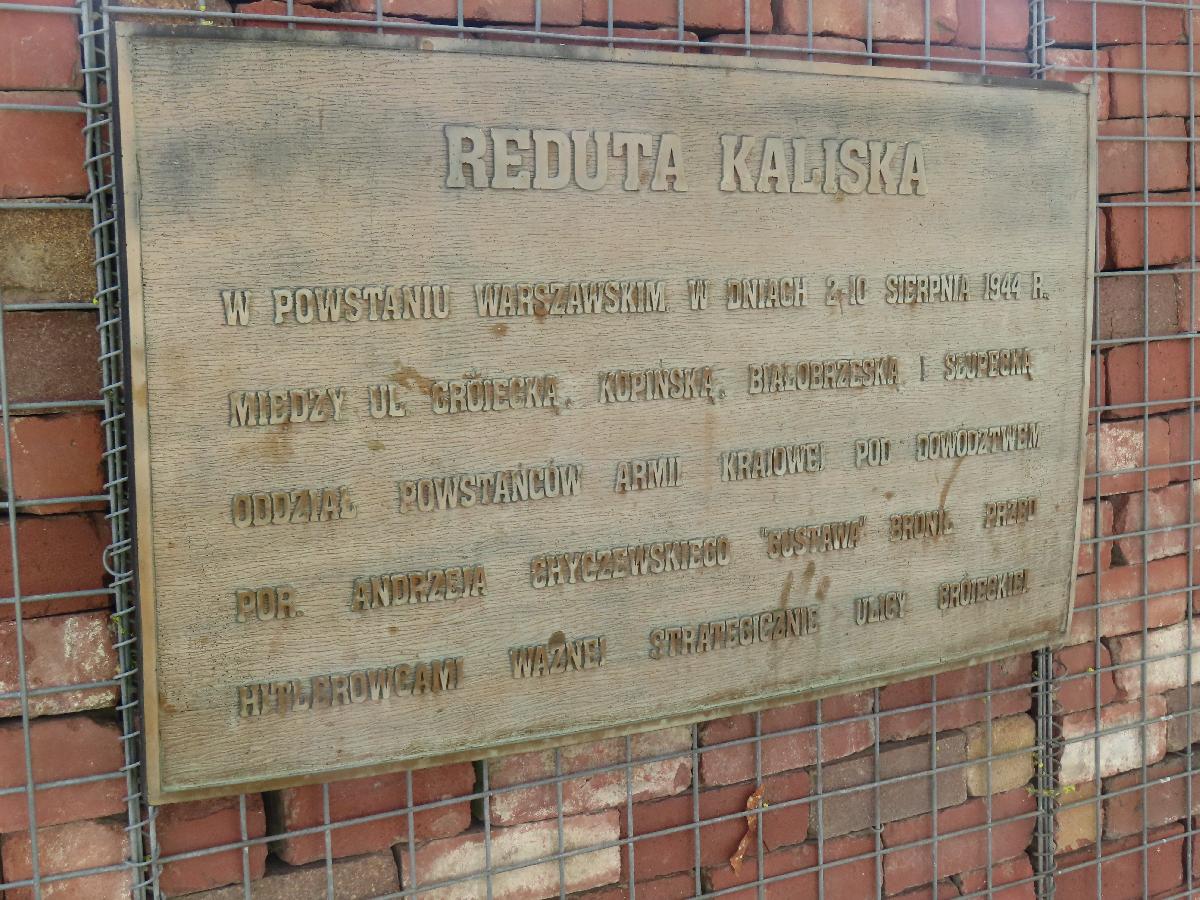 REDUTA KALISKA
W POWSTANIU WARSZAWSKIM W DNIACH 2-10 SIERPNIA 1944 R.
MIĘDZY UL. GRÓJECKĄ, KOPIŃSKĄ, BIAŁOBRZESKĄ I SŁUPECKĄ
ODDZIAŁ POWSTAŃCÓW ARMII KRAJOWEJ POD DOWÓDZTWEM
POR. ANDRZEJA CHYCZEWSKIEGO "GUSTAWA" BRONIŁ PRZED
HITLEROWCAMI WAŻNEJ STRATEGICZNIE ULICY GRÓJECKIEJ